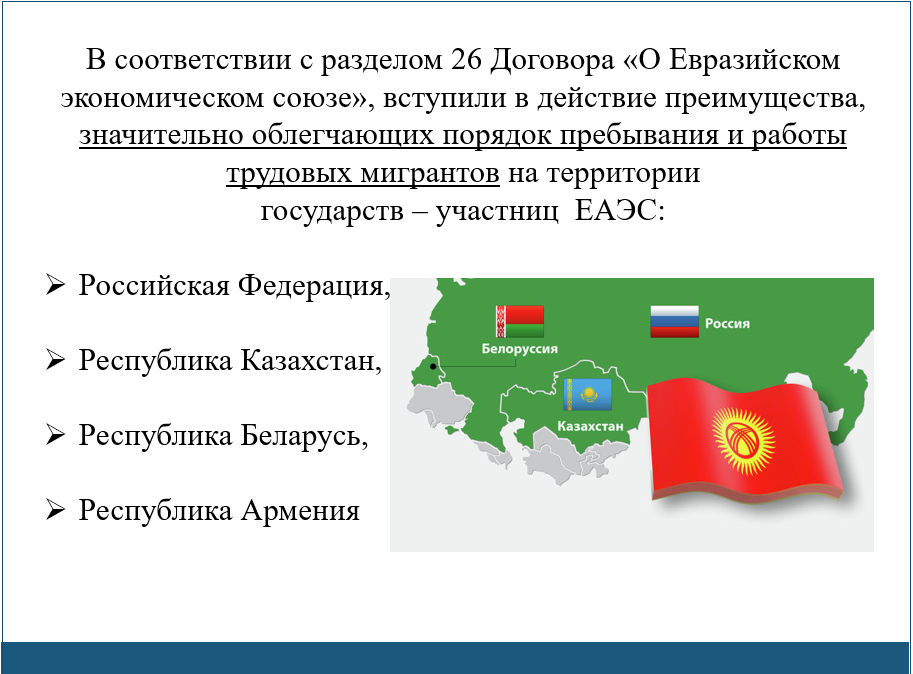 В соответствии с разделом 26 Договора «О Евразийском
экономическом союзе», вступили в действие преимущества,
значительно облегчающих порядок пребывания и работы
трудовых мигрантов на территории
государств – участниц ЕАЭС:
Российская Федерация,
Республика Казахстан,
Республика Беларусь,
Республика Армения
Белоруссия
Россия
Казахстан